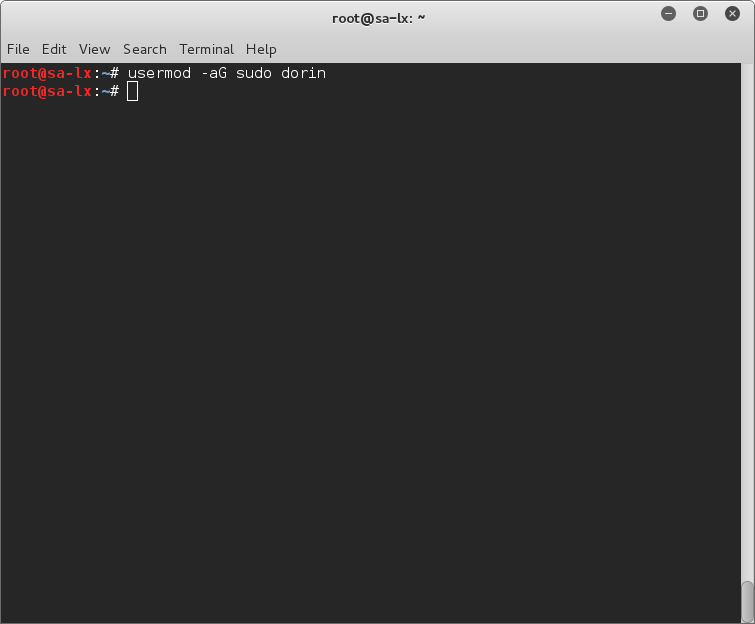 root@sa-lx: ~
File Edit View Search Terminal Help
root@sa-lx:~# usermod -aG sudo dorin
root@sa-lx:~#